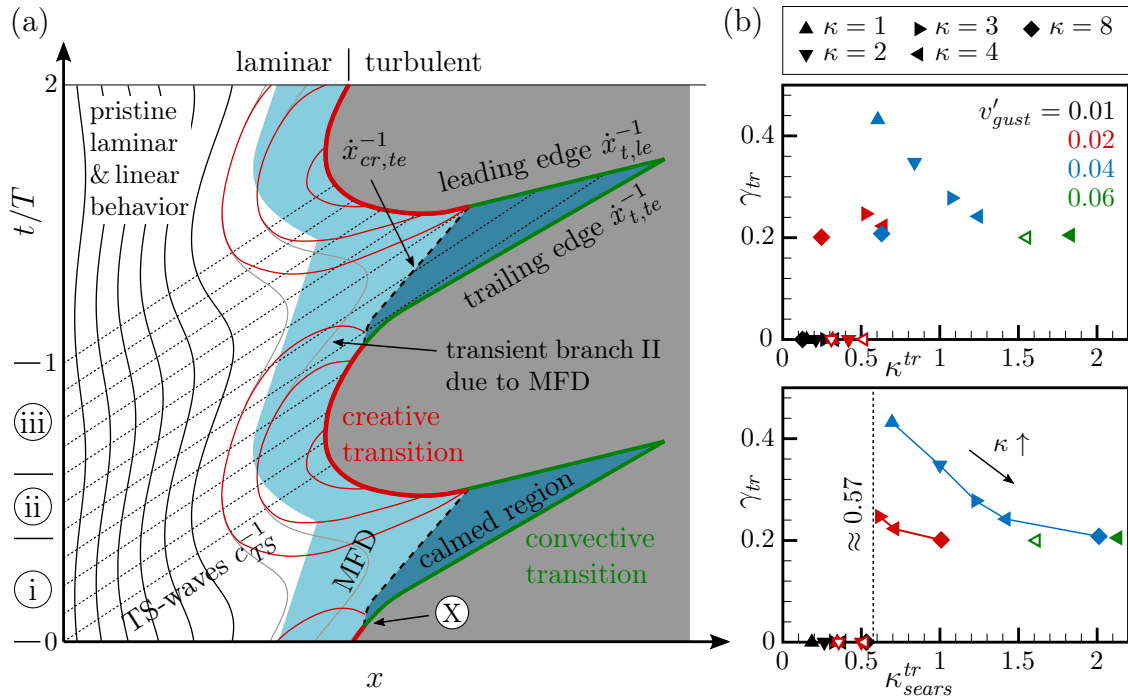 (a)
laminar turbulent
pristine
laminar
& linear
behavior
ẋ⁻¹cr,te
leading edge ẋ⁻¹t,le
trailing edge ẋ⁻¹t,te
transient branch II
due to MFD
creative
transition
calmed region
convective
transition
MFD
TS-waves c⁻¹TS
X
2
1
0
t/T
iii
ii
i
x
(b)
κ = 1 κ = 3 κ = 8
κ = 2 κ = 4
v′gust = 0.01
0.02
0.04
0.06
γtr
0.4
0.2
0
0 0.5 1 1.5 2
κ^tr
γtr
0.4
0.2
0
≈ 0.57
κ ↑
0 0.5 1 1.5 2
κ^tr sears